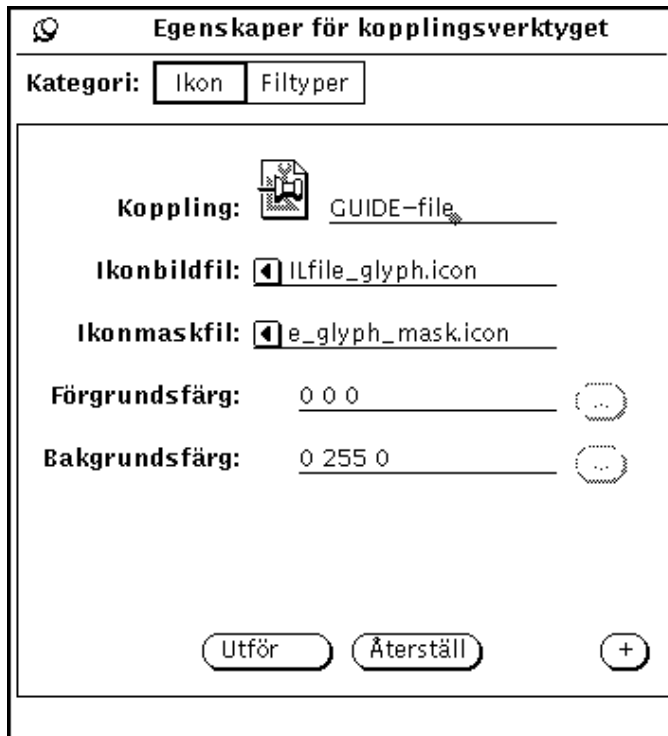 Egenskaper för kopplingsverktyget
Kategori: Ikon Filtyper
Koppling: GUIDE-file
Ikonbildfil: ILfile_glyph.icon
Ikonmaskfil: e_glyph_mask.icon
Förgrundsfärg: 0 0 0 ...
Bakgrundsfärg: 0 255 0 ...
Utför Återställ +